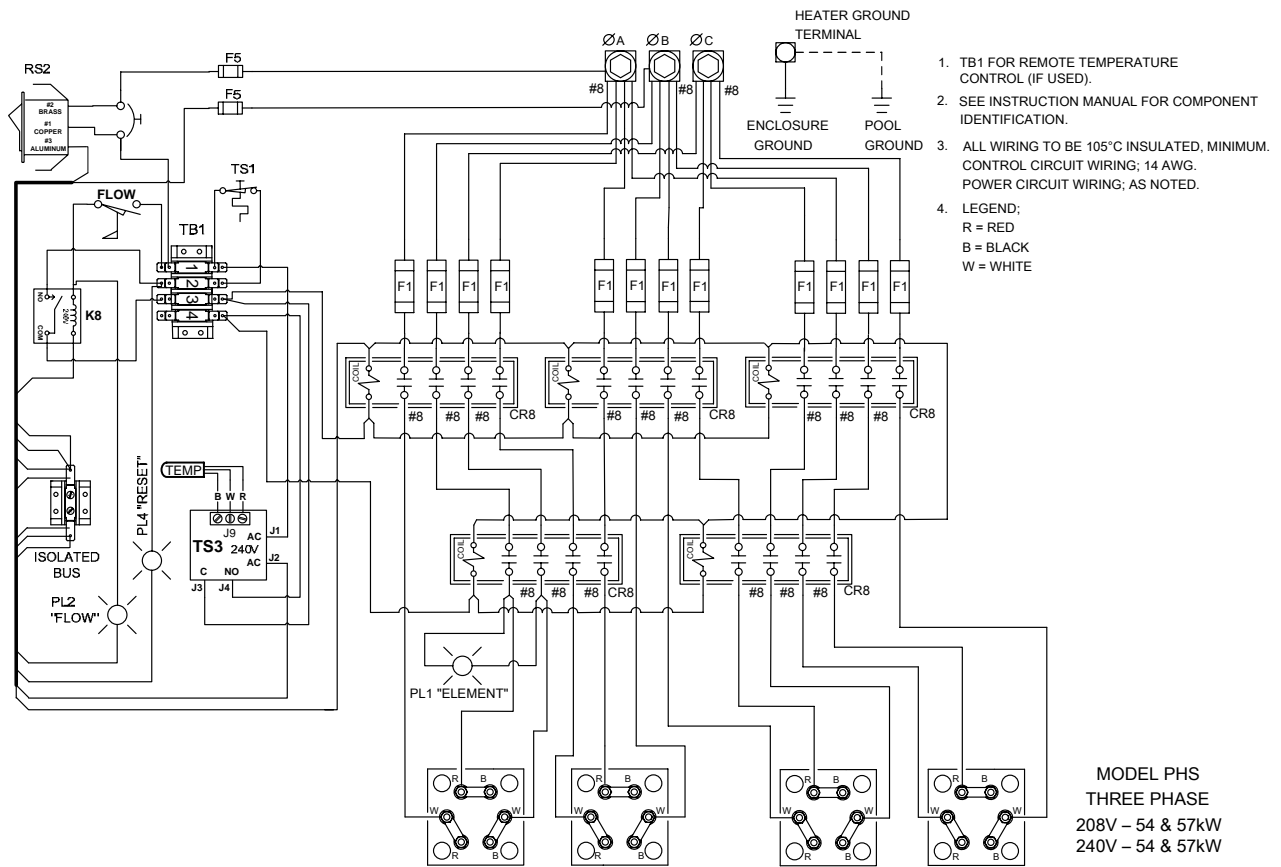 HEATER GROUND
TERMINAL
ØA ØB ØC
F5
RS2
#2
BRASS
#1
COPPER
#3
ALUMINUM
F5
#8 #8 #8
ENCLOSURE
GROUND
POOL
GROUND
1. TB1 FOR REMOTE TEMPERATURE
CONTROL (IF USED).
2. SEE INSTRUCTION MANUAL FOR COMPONENT
IDENTIFICATION.
3. ALL WIRING TO BE 105°C INSULATED, MINIMUM.
CONTROL CIRCUIT WIRING; 14 AWG.
POWER CIRCUIT WIRING; AS NOTED.
4. LEGEND;
R = RED
B = BLACK
W = WHITE
TS1
FLOW
TB1
1
2
3
4
NO
COM
240V
K8
F1 F1 F1 F1 F1 F1 F1 F1 F1 F1 F1 F1
COIL COIL COIL
#8 #8 #8 CR8 #8 #8 #8 CR8 #8 #8 #8 CR8
TEMP
B W R
J9
TS3 240V
AC J1
AC J2
C NO
J3 J4
PL4 "RESET"
ISOLATED
BUS
PL2
"FLOW"
COIL COIL
#8 #8 CR8 #8 #8 #8 CR8
PL1 "ELEMENT"
R B R B R B R B
W W W W W W W W
R B R B R B R B
MODEL PHS
THREE PHASE
208V – 54 & 57kW
240V – 54 & 57kW